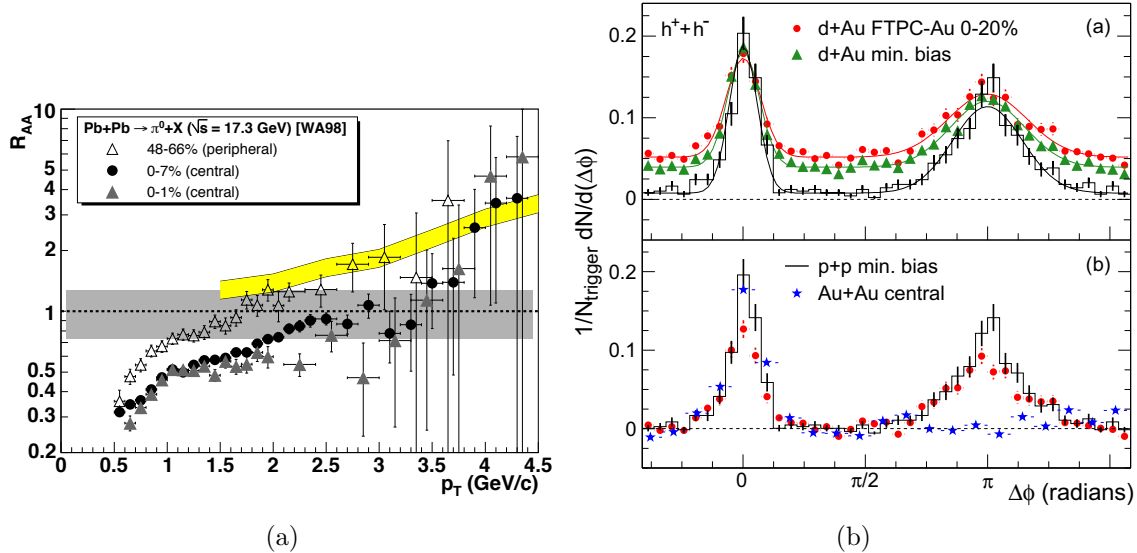 R_AA
10
5
4
3
2
1
0.5
0.4
0.3
0.2
Pb+Pb → π⁰+X (√s = 17.3 GeV) [WA98]
48-66% (peripheral)
0-7% (central)
0-1% (central)
0 0.5 1 1.5 2 2.5 3 3.5 4 4.5
p_T (GeV/c)
(a)
1/N_trigger dN/d(Δϕ)
h⁺+h⁻
d+Au FTPC-Au 0-20%
d+Au min. bias
(a)
0.2
0.1
0
p+p min. bias
Au+Au central
(b)
0.2
0.1
0
0 π/2 π Δϕ (radians)
(b)